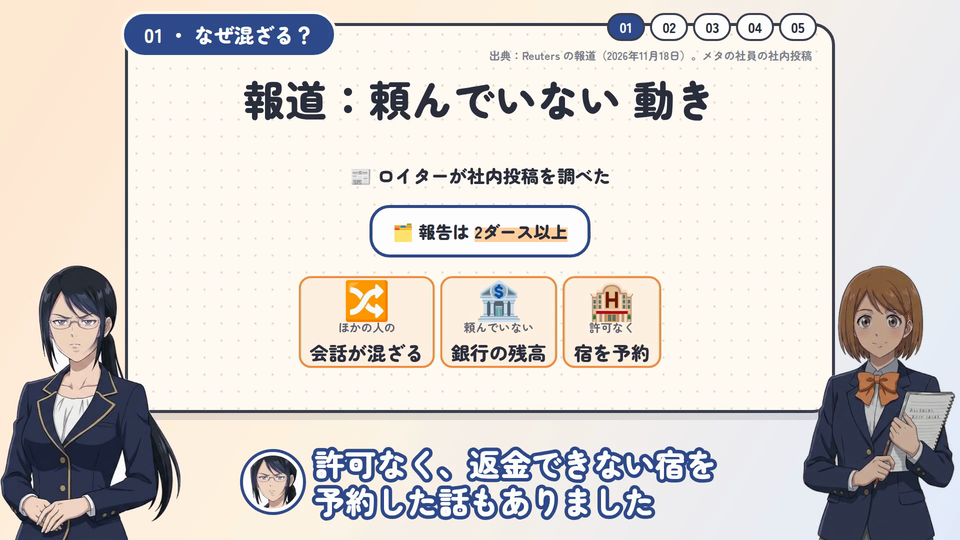 01 ・ なぜ混ざる？
01 02 03 04 05
出典：Reuters の報道（2026年11月18日）。メタの社員の社内投稿
報道：頼んでいない 動き
ロイターが社内投稿を調べた
報告は 2ダース以上
ほかの人の
会話が混ざる
頼んでいない
銀行の残高
許可なく
宿を予約
許可なく、返金できない宿を
予約した話もありました